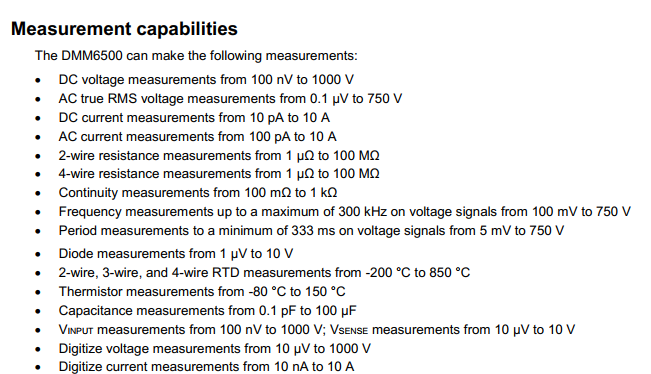 Measurement capabilities
The DMM6500 can make the following measurements:
• DC voltage measurements from 100 nV to 1000 V
• AC true RMS voltage measurements from 0.1 µV to 750 V
• DC current measurements from 10 pA to 10 A
• AC current measurements from 100 pA to 10 A
• 2-wire resistance measurements from 1 µΩ to 100 MΩ
• 4-wire resistance measurements from 1 µΩ to 100 MΩ
• Continuity measurements from 100 mΩ to 1 kΩ
• Frequency measurements up to a maximum of 300 kHz on voltage signals from 100 mV to 750 V
• Period measurements to a minimum of 333 ms on voltage signals from 5 mV to 750 V
• Diode measurements from 1 µV to 10 V
• 2-wire, 3-wire, and 4-wire RTD measurements from -200 °C to 850 °C
• Thermistor measurements from -80 °C to 150 °C
• Capacitance measurements from 0.1 pF to 100 µF
• VINPUT measurements from 100 nV to 1000 V; VSENSE measurements from 10 µV to 10 V
• Digitize voltage measurements from 10 µV to 1000 V
• Digitize current measurements from 10 nA to 10 A